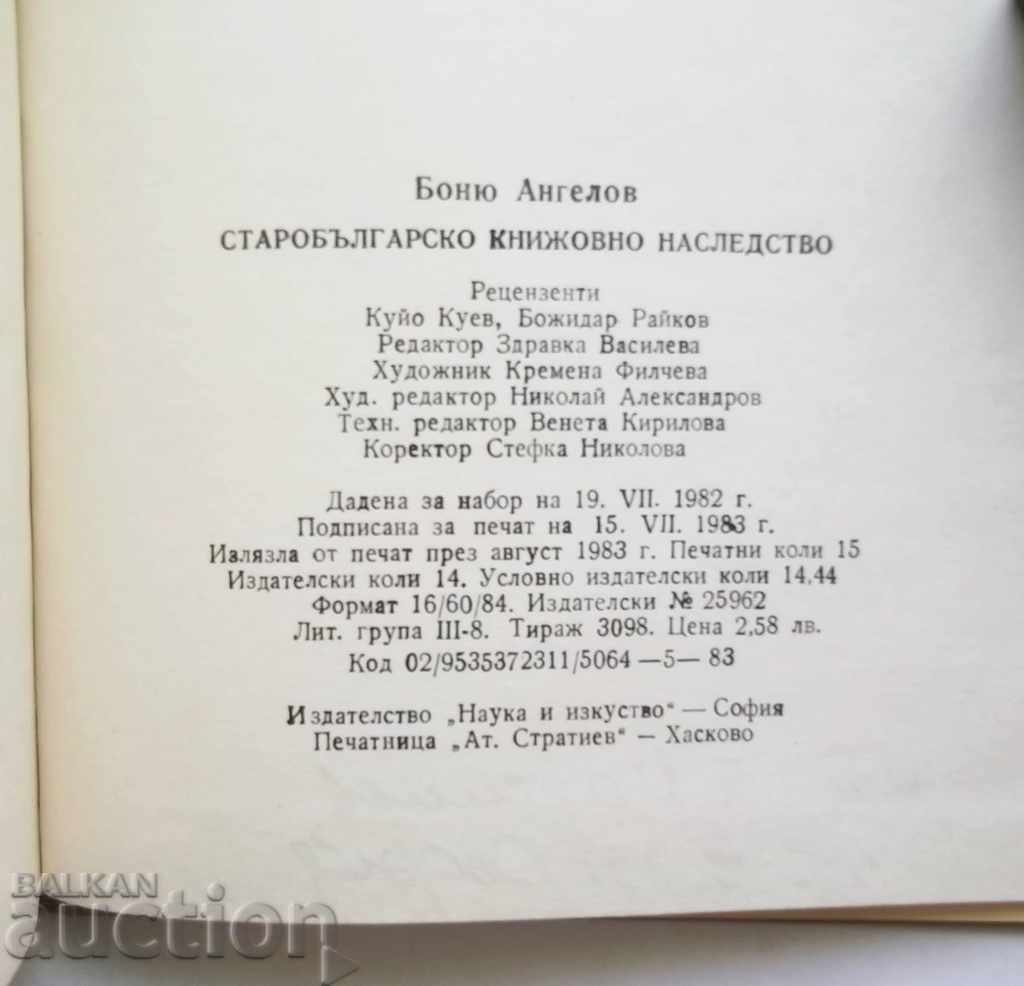 Боню Ангелов
СТАРОБЪЛГАРСКО КНИЖОВНО НАСЛЕДСТВО
Рецензенти
Куйо Куев, Божидар Райков
Редактор Здравка Василева
Художник Кремена Филчева
Худ. редактор Николай Александров
Техн. редактор Венета Кирилова
Коректор Стефка Николова
Дадена за набор на 19. VII. 1982 г.
Подписана за печат на 15. VII. 1983 г.
Излязла от печат през август 1983 г. Печатни коли 15
Издателски коли 14. Условно издателски коли 14,44
Формат 16/60/84. Издателски № 25962
Лит. група III-8. Тираж 3098. Цена 2,58 лв.
Код 02/9535372311/5064—5—83
Издателство „Наука и изкуство“ — София
Печатница „Ат. Стратиев“ — Хасково
BALKAN
auction